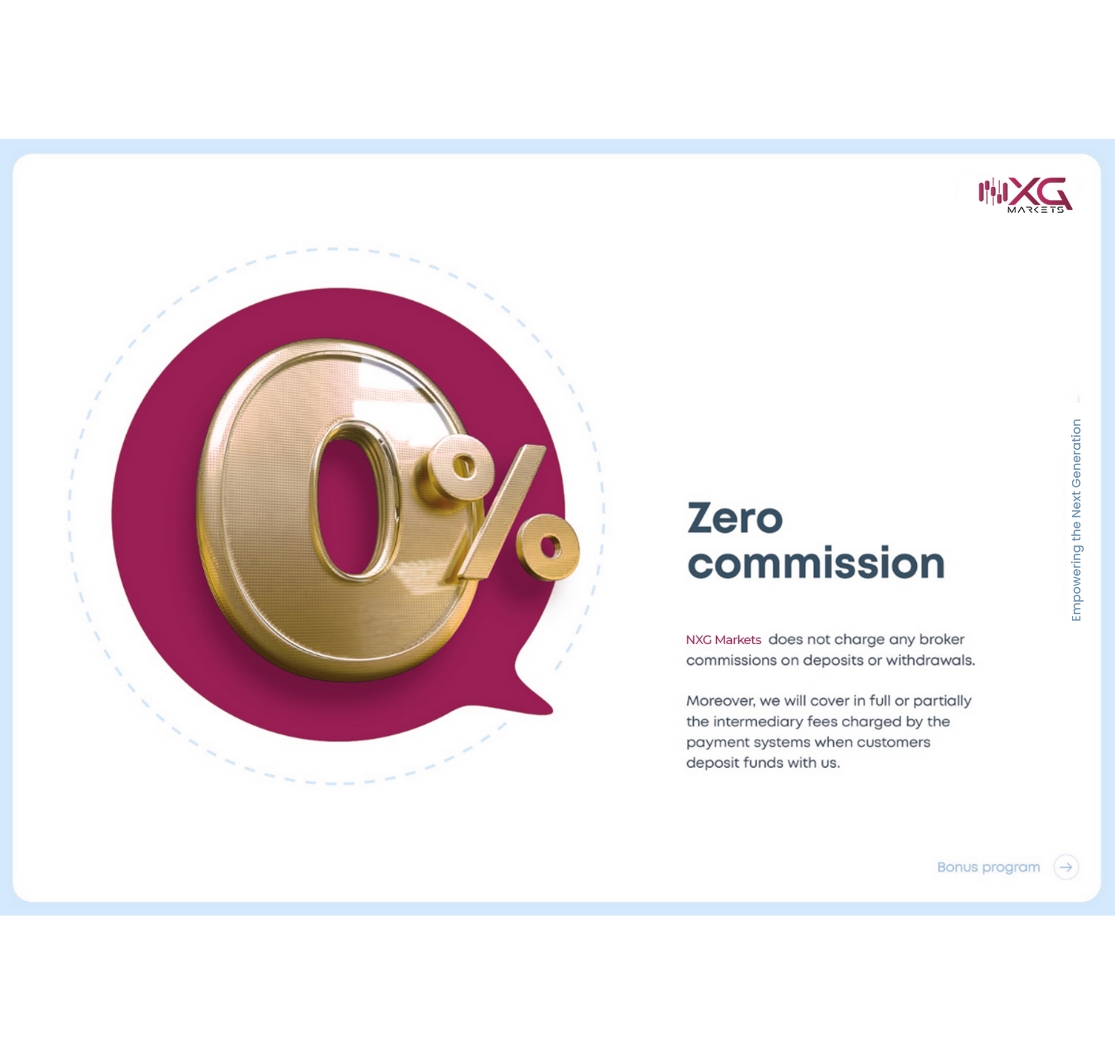 NXG
MARKETS
0%
Zero
commission
NXG Markets does not charge any broker
commissions on deposits or withdrawals.
Moreover, we will cover in full or partially
the intermediary fees charged by the
payment systems when customers
deposit funds with us.
Empowering the Next Generation
Bonus program